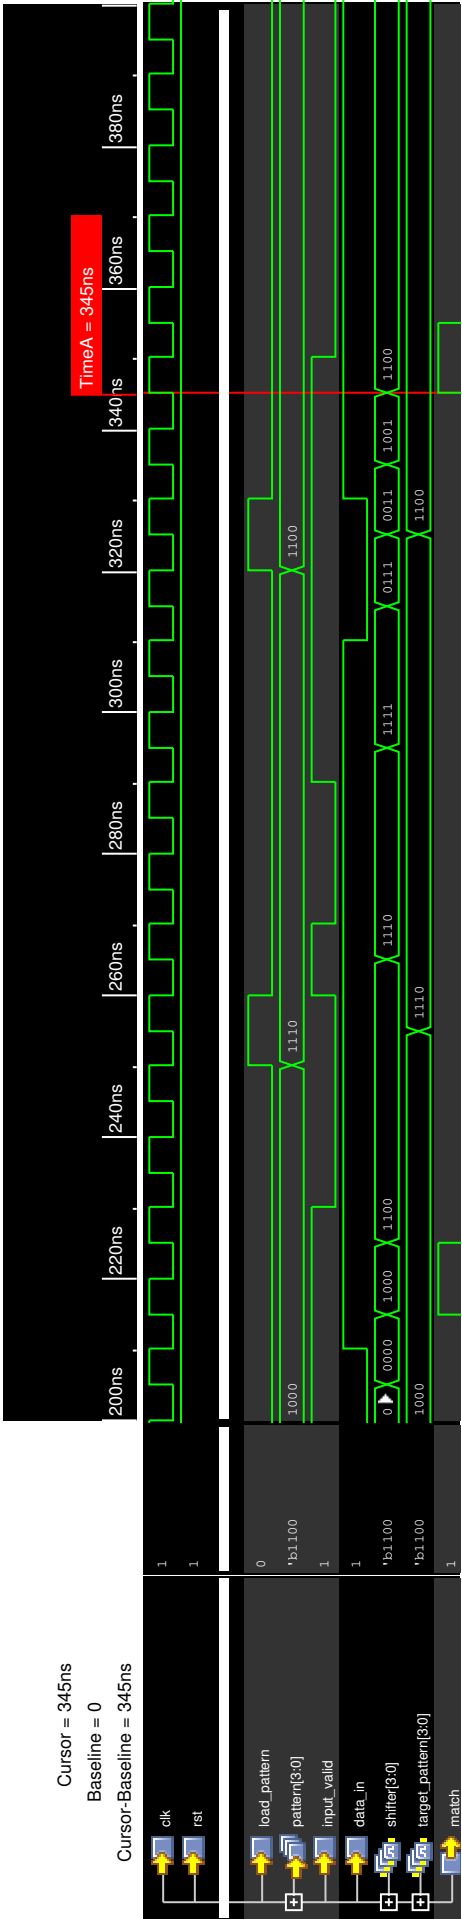 Cursor = 345ns
Baseline = 0
Cursor-Baseline = 345ns
TimeA = 345ns
200ns 220ns 240ns 260ns 280ns 300ns 320ns 340ns 360ns 380ns
clk 1
rst 1
load_pattern 0
pattern[3:0] 'b1100 1000 1110 1100
input_valid 1
data_in 1
shifter[3:0] 'b1100 0 0000 1000 1100 1110 1111 0111 0011 1001 1100
target_pattern[3:0] 'b1100 1000 1110 1100
match 1